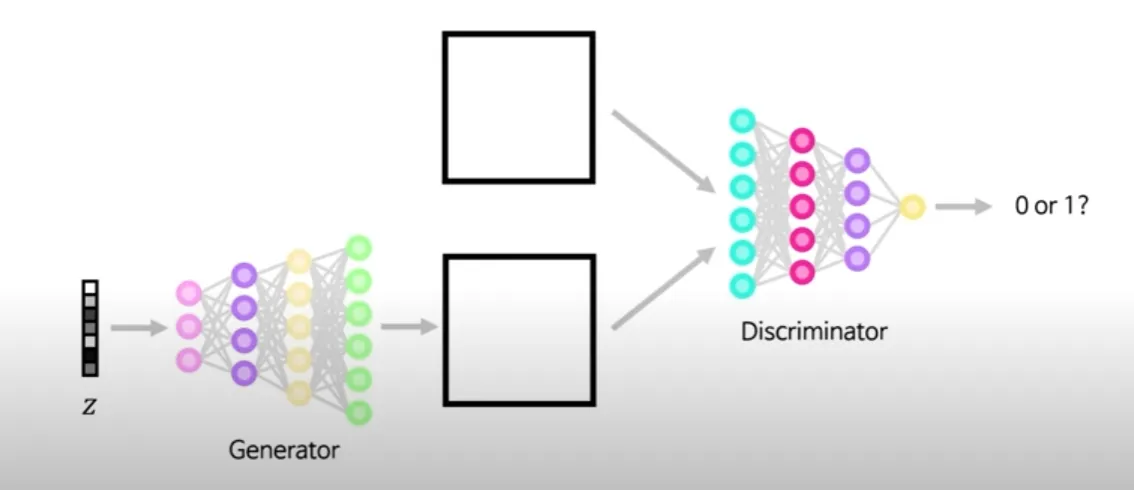 0 or 1?
Discriminator
z
Generator